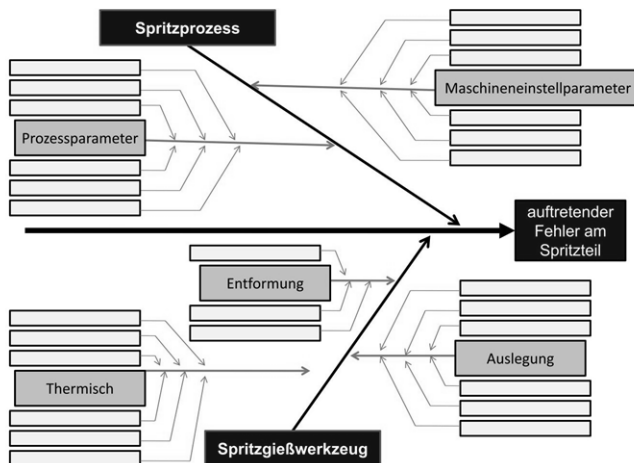 Spritzprozess
Maschineneinstellparameter
Prozessparameter
auftretender
Fehler am
Spritzteil
Entformung
Auslegung
Thermisch
Spritzgießwerkzeug